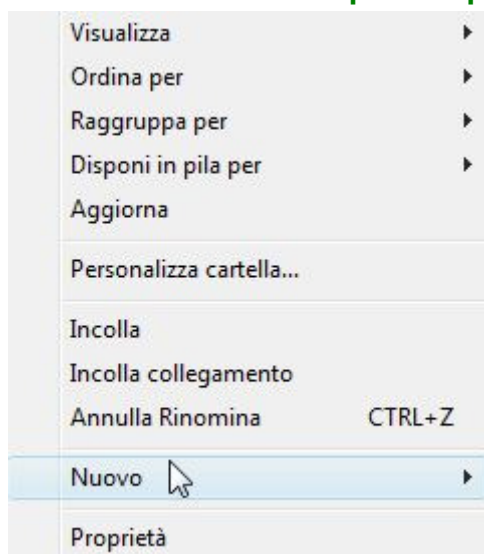 Visualizza
Ordina per
Raggruppa per
Disponi in pila per
Aggiorna
Personalizza cartella...
Incolla
Incolla collegamento
Annulla Rinomina CTRL+Z
Nuovo
Proprietà